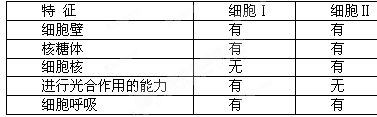 特 征 细胞Ⅰ 细胞Ⅱ
细胞壁 有 有
核糖体 有 有
细胞核 无 有
进行光合作用的能力 有 无
细胞呼吸 有 有